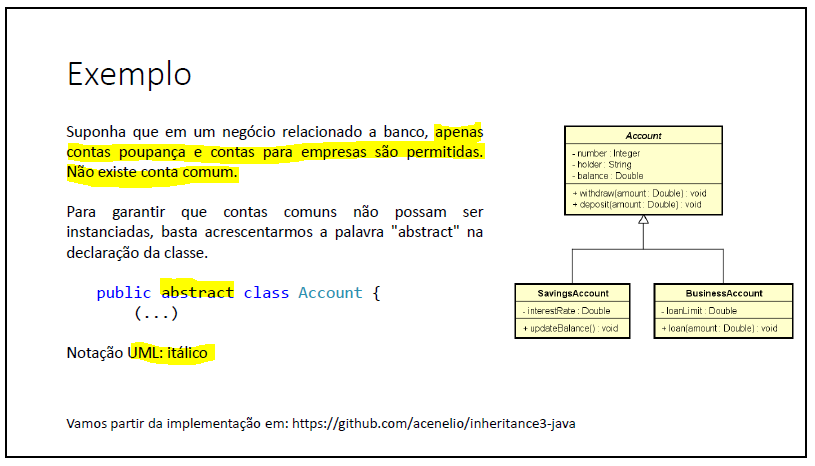 Exemplo
Suponha que em um negócio relacionado a banco, apenas
contas poupança e contas para empresas são permitidas.
Não existe conta comum.
Para garantir que contas comuns não possam ser
instanciadas, basta acrescentarmos a palavra "abstract" na
declaração da classe.
public abstract class Account {
(...)
Notação UML: itálico
Account
- number : Integer
- holder : String
- balance : Double
+ withdraw(amount : Double) : void
+ deposit(amount : Double) : void
SavingsAccount
- interestRate : Double
+ updateBalance() : void
BusinessAccount
- loanLimit : Double
+ loan(amount : Double) : void
Vamos partir da implementação em: https://github.com/acenelio/inheritance3-java